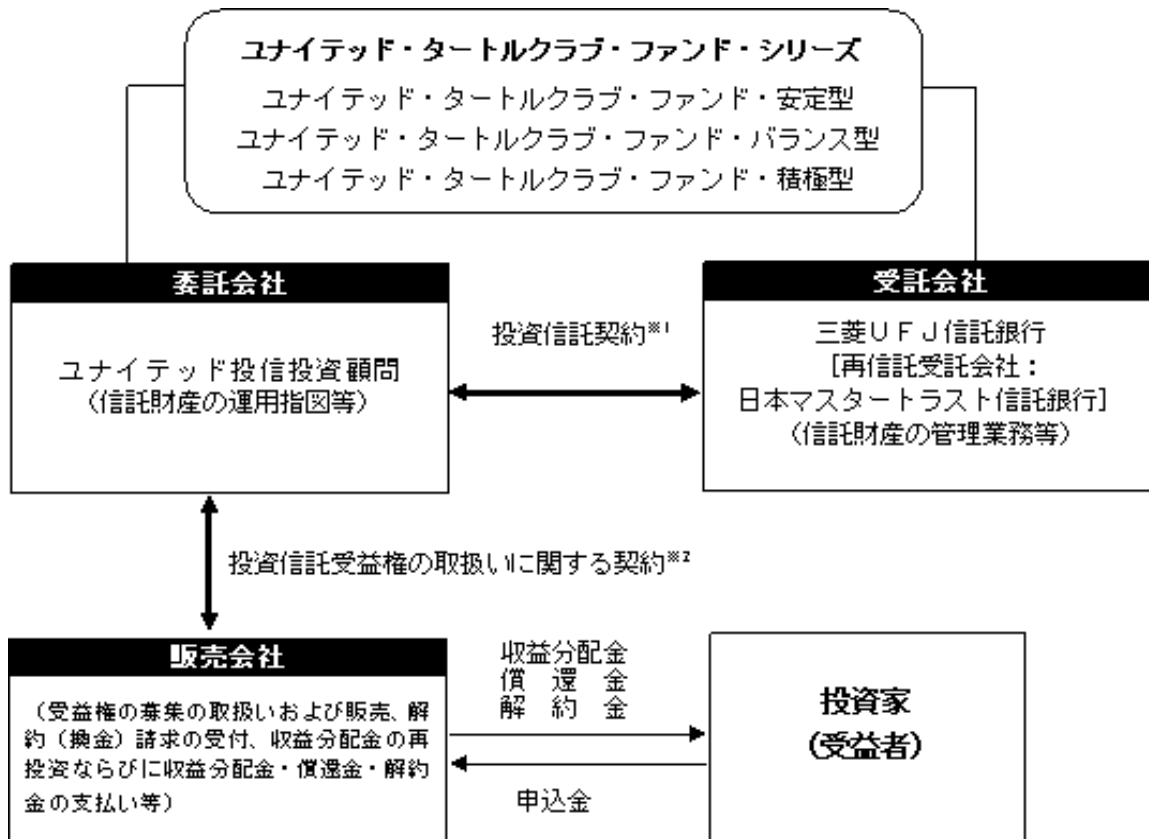 ユナイテッド・タートルクラブ・ファンド・シリーズ
ユナイテッド・タートルクラブ・ファンド・安定型
ユナイテッド・タートルクラブ・ファンド・バランス型
ユナイテッド・タートルクラブ・ファンド・積極型
委託会社
ユナイテッド投信投資顧問
（信託財産の運用指図等）
投資信託契約※1
受託会社
三菱ＵＦＪ信託銀行
[再信託受託会社：
日本マスタートラスト信託銀行]
（信託財産の管理業務等）
投資信託受益権の取扱いに関する契約※2
販売会社
（受益権の募集の取扱いおよび販売、解
約（換金）請求の受付、収益分配金の再
投資ならびに収益分配金・償還金・解約
金の支払い等）
収益分配金
償　還　金
解　約　金
申込金
投資家
（受益者）